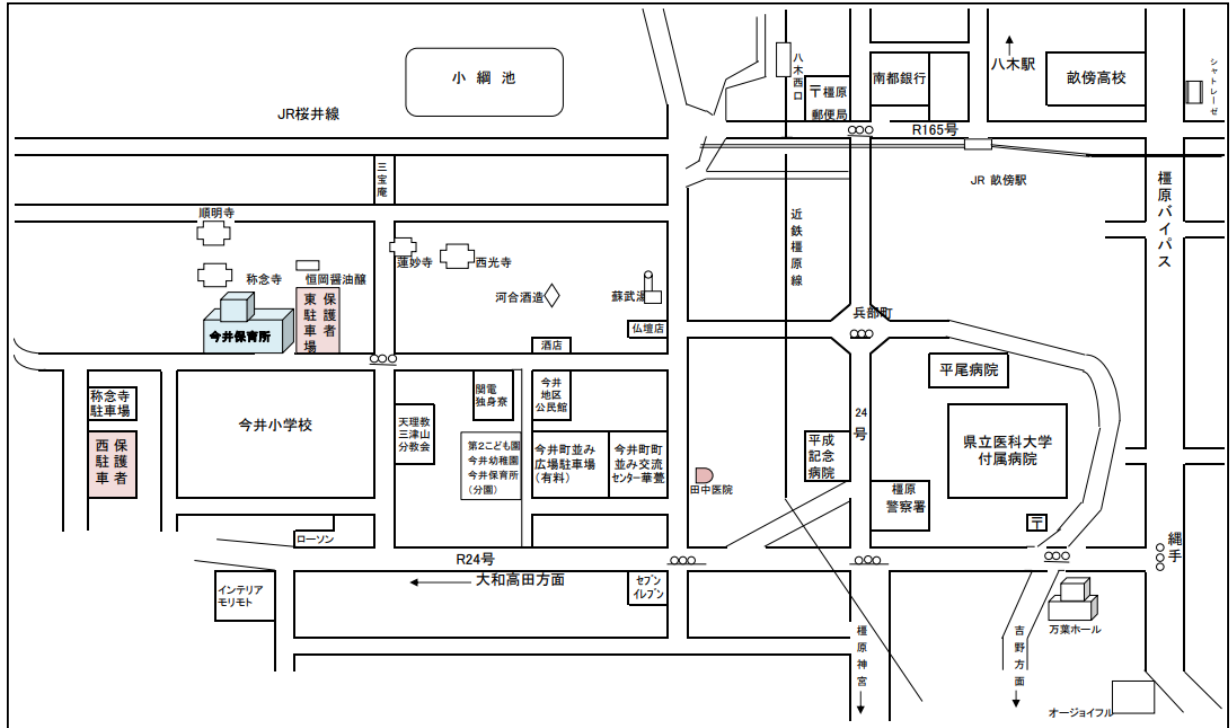 小 綱 池
JR桜井線
八木西口
〒橿原
郵便局
南都銀行
八木駅
畝傍高校
シャトレーゼ
R165号
JR 畝傍駅
橿原バイパス
三宝庵
順明寺
蓮妙寺
西光寺
近鉄橿原線
称念寺
恒岡醤油醸
河合酒造
蘇武湯
今井保育所
保護者
東駐車場
仏壇店
酒店
兵部町
平尾病院
称念寺
駐車場
保護者
西駐車
今井小学校
天理教
三津山
分教会
関電
独身寮
今井
地区
公民館
第2こども園
今井幼稚園
今井保育所
(分園)
今井町並み
広場駐車場
(有料)
今井町町
並み交流
センター華甍
田中医院
24号
平成
記念
病院
県立医科大学
付属病院
橿原
警察署
〒
縄手
ローソン
R24号
大和高田方面
インテリア
モリモト
セブン
イレブン
橿原神宮
吉野方面
万葉ホール
オージョイフル